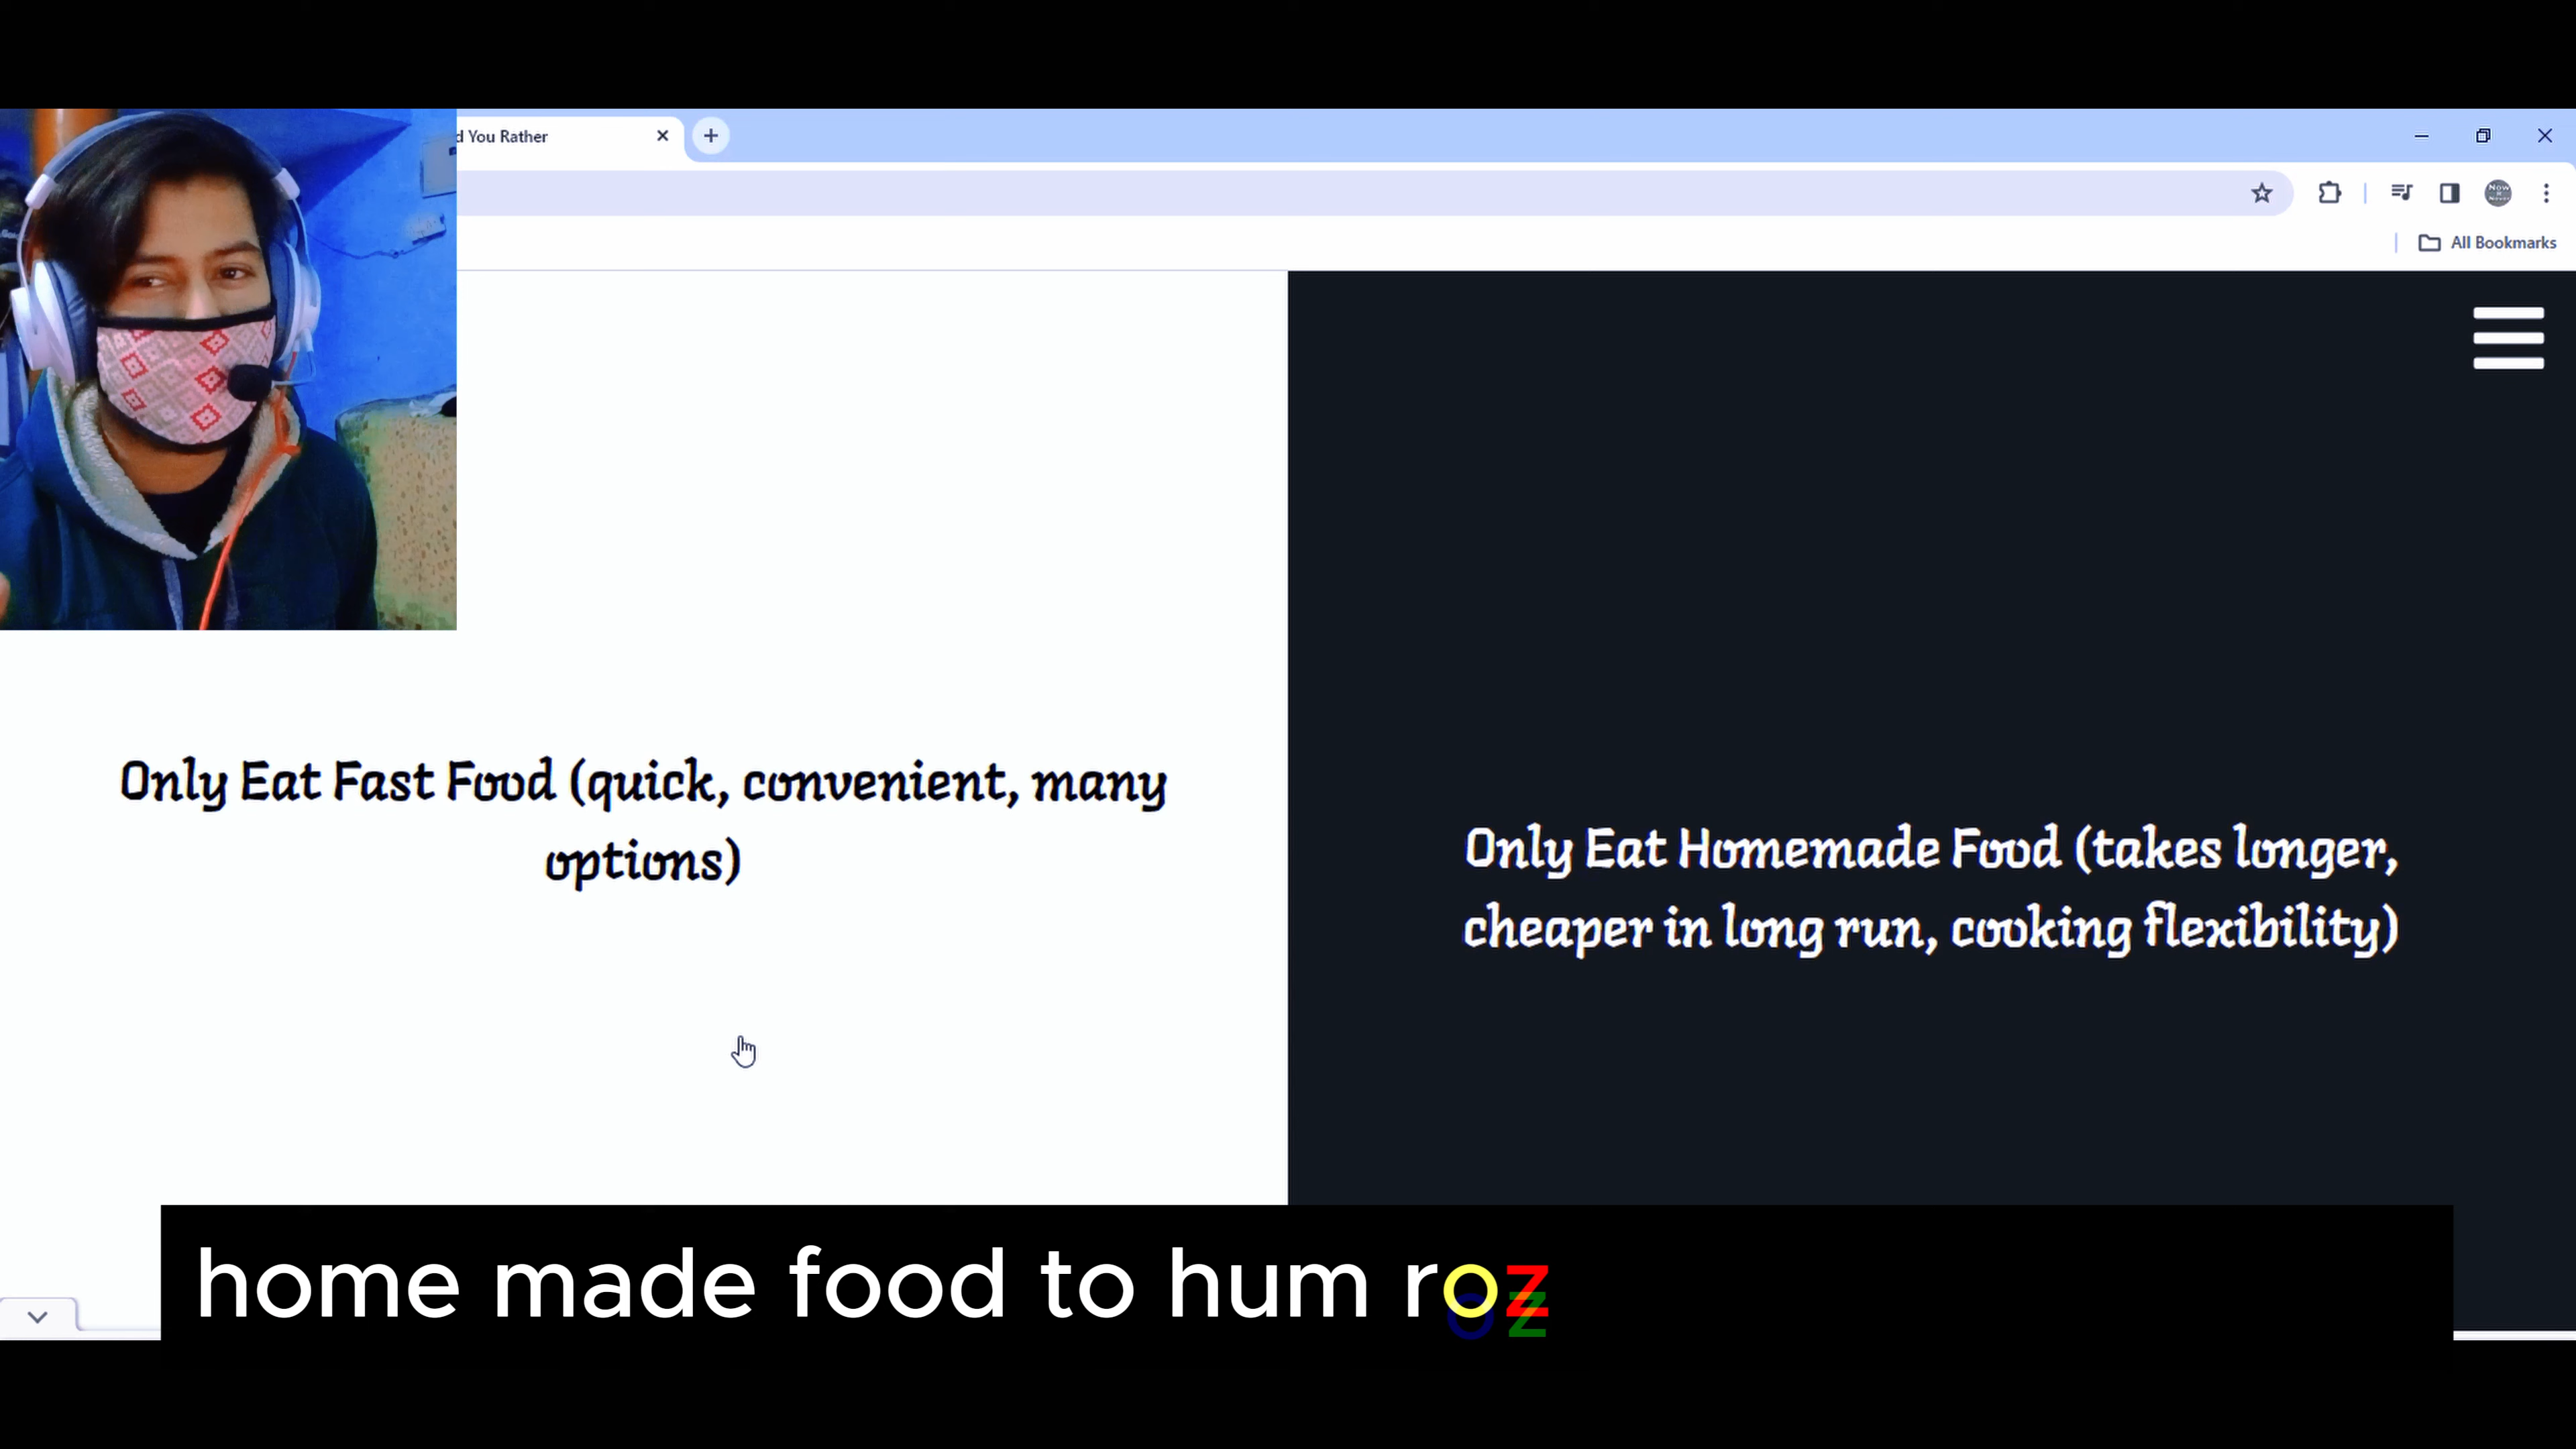 d You Rather
All Bookmarks
Only Eat Fast Food (quick, convenient, many
options)
Only Eat Homemade Food (takes longer,
cheaper in long run, cooking flexibility)
home made food to hum roz